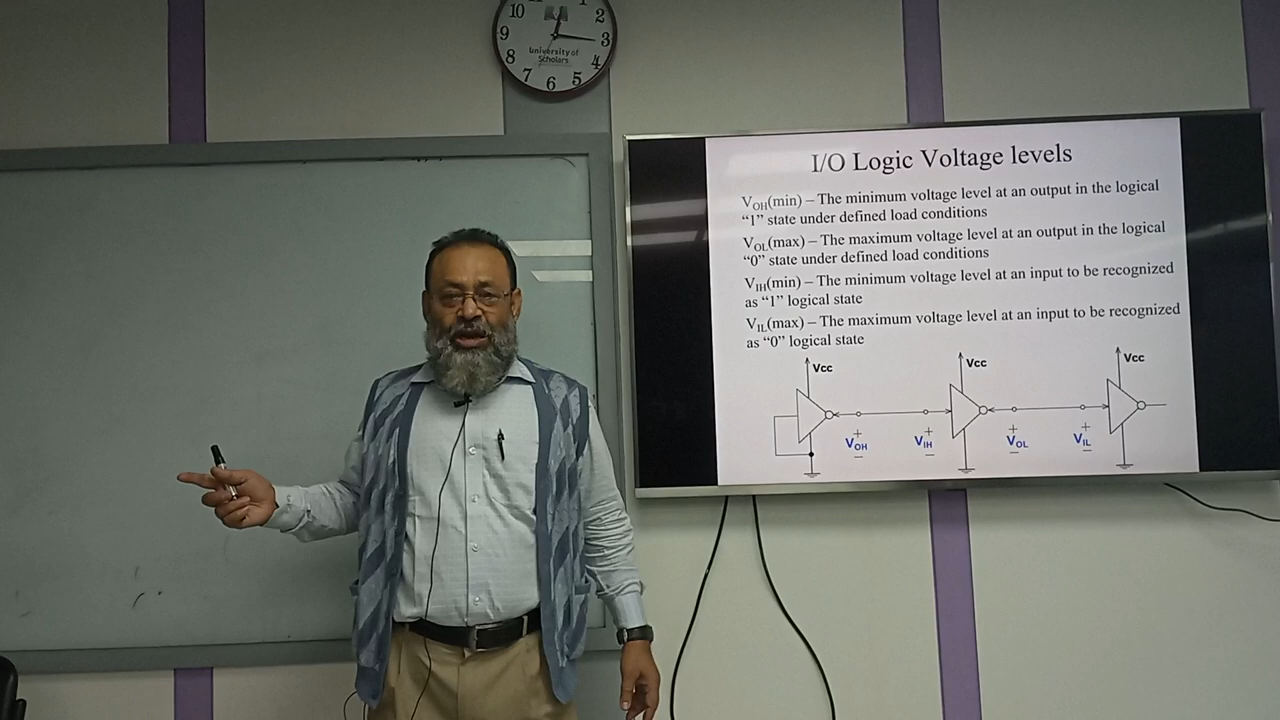 10 1 2
9 3
8 4
7 6 5
University of
Scholars
I/O Logic Voltage levels
VOH(min) – The minimum voltage level at an output in the logical
“1” state under defined load conditions
VOL(max) – The maximum voltage level at an output in the logical
“0” state under defined load conditions
VIH(min) – The minimum voltage level at an input to be recognized
as “1” logical state
VIL(max) – The maximum voltage level at an input to be recognized
as “0” logical state
Vcc Vcc Vcc
+ + + +
VOH VIH VOL VIL
– – – –